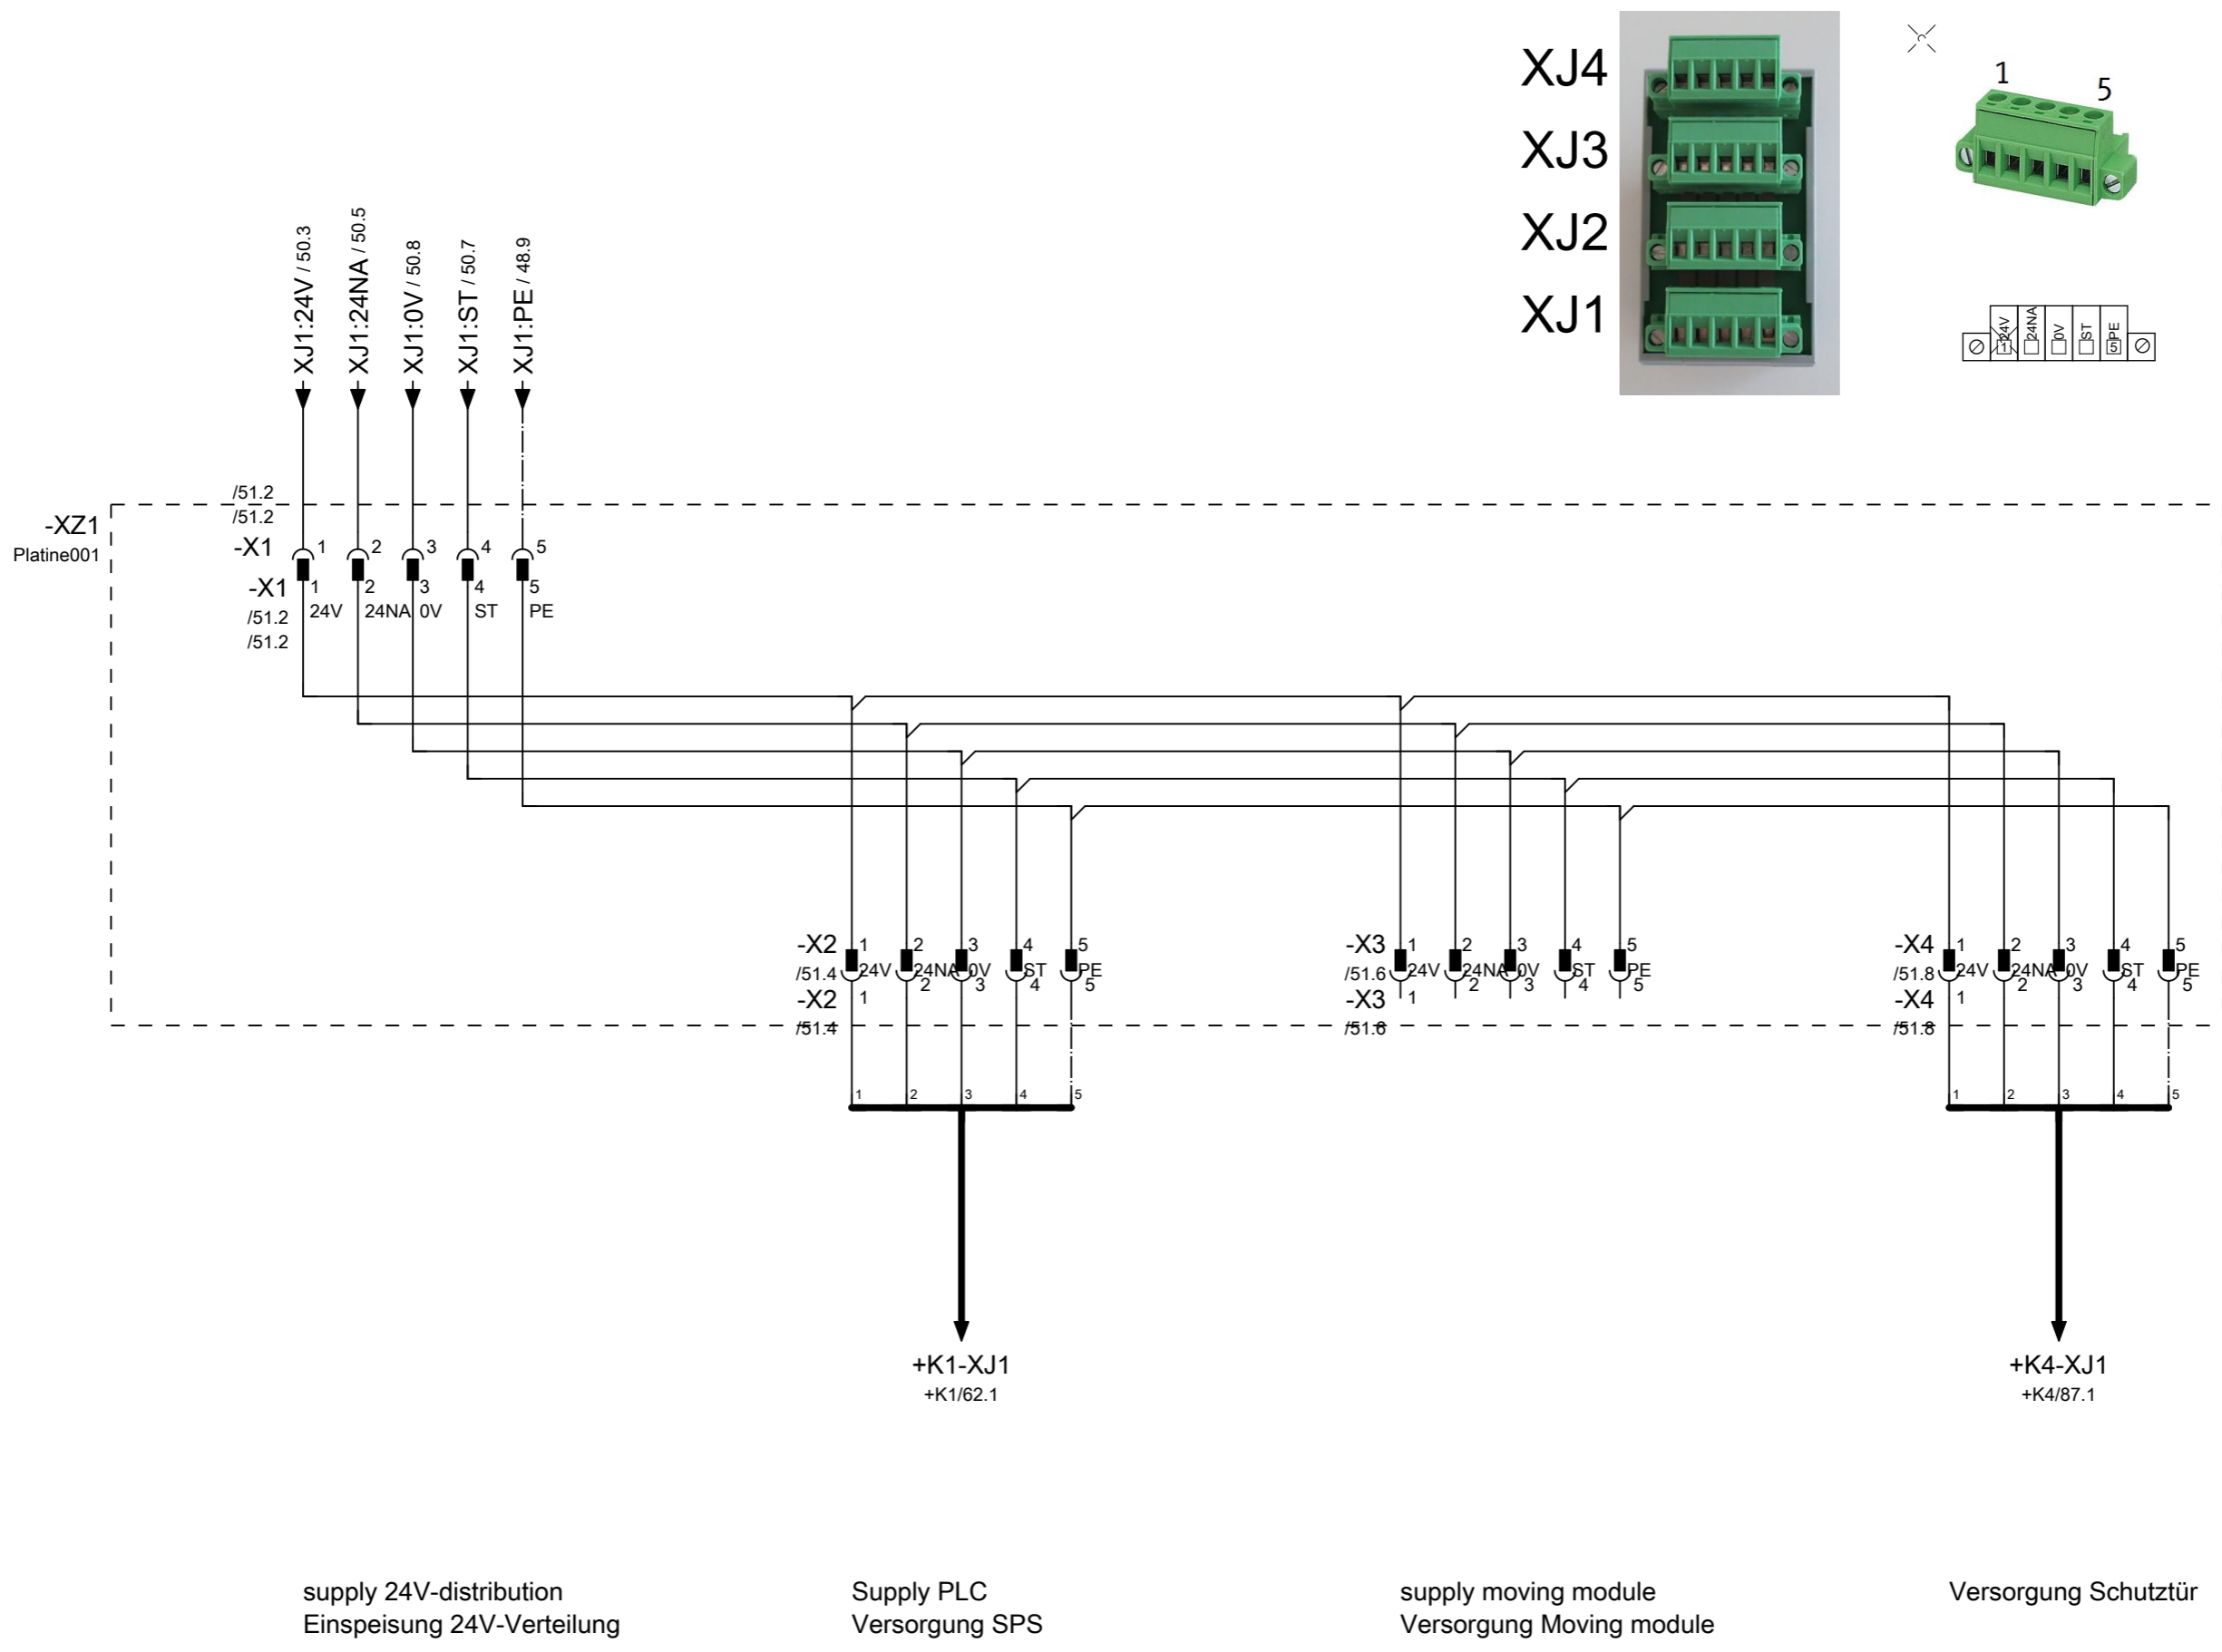 XJ4
XJ3
XJ2
XJ1
1
5
24V
24NA
0V
ST
PE
1
5
XJ1:24V / 50.3
XJ1:24NA / 50.5
XJ1:0V / 50.8
XJ1:ST / 50.7
XJ1:PE / 48.9
/51.2
/51.2
-XZ1
Platine001
-X1 1 2 3 4 5
-X1 1 2 3 4 5
24V 24NA 0V ST PE
/51.2
/51.2
-X2 1 2 3 4 5
/51.4 24V 24NA 0V ST PE
-X2 1 2 3 4 5
/51.4
-X3 1 2 3 4 5
/51.6 24V 24NA 0V ST PE
-X3 1 2 3 4 5
/51.6
-X4 1 2 3 4 5
/51.8 24V 24NA 0V ST PE
-X4 1 2 3 4 5
/51.8
1 2 3 4 5
1 2 3 4 5
+K1-XJ1
+K1/62.1
+K4-XJ1
+K4/87.1
supply 24V-distribution
Einspeisung 24V-Verteilung
Supply PLC
Versorgung SPS
supply moving module
Versorgung Moving module
Versorgung Schutztür